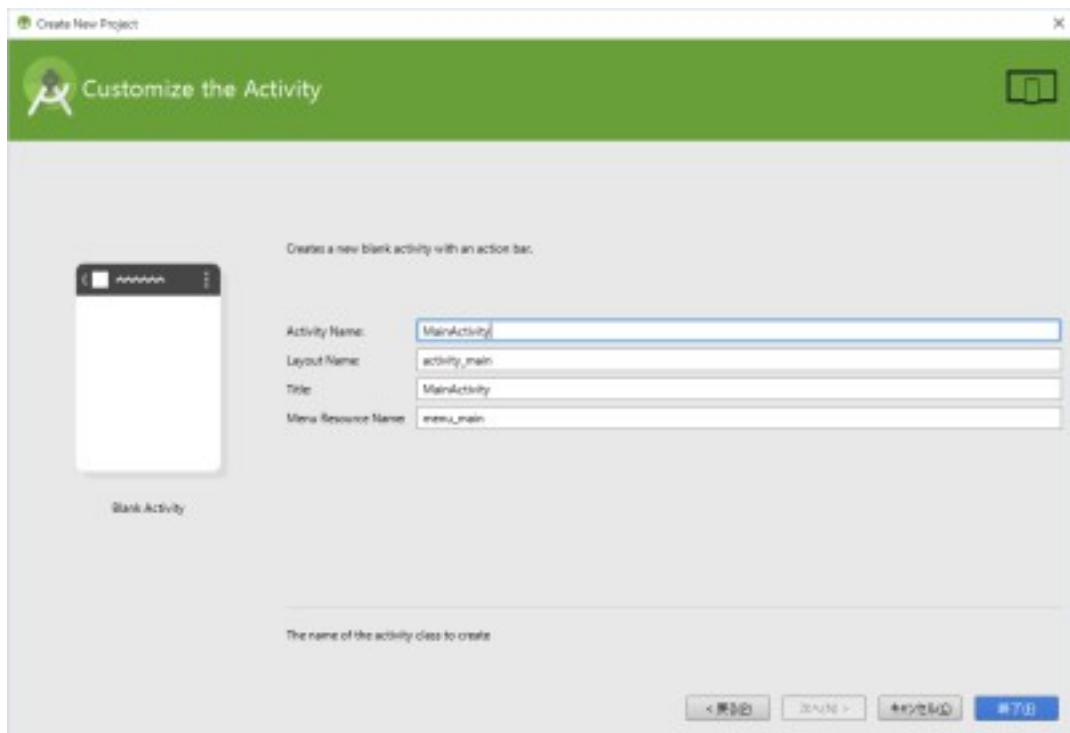 Create New Project
Customize the Activity
Creates a new blank activity with an action bar.
Activity Name: MainActivity
Layout Name: activity_main
Title: MainActivity
Menu Resource Name: menu_main
Blank Activity
The name of the activity class to create
< 戻る(P)
次へ(N) >
キャンセル(C)
終了(F)